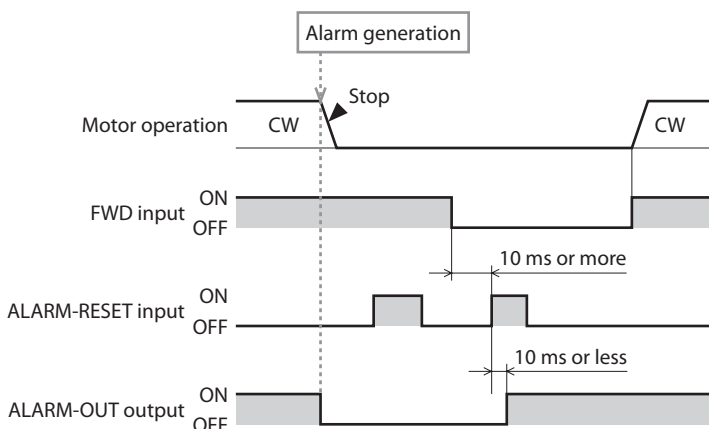 Alarm generation
Stop
Motor operation
CW
CW
ON
FWD input
OFF
10 ms or more
ON
ALARM-RESET input
OFF
10 ms or less
ON
ALARM-OUT output
OFF